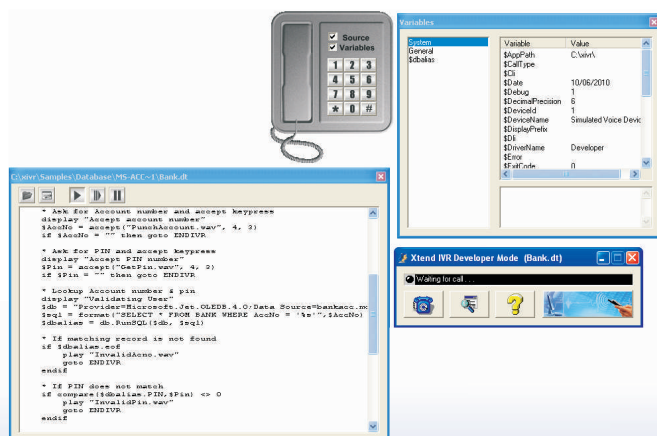 Source
Variables
1 2 3
4 5 6
7 8 9
* 0 #
Variables
System
General
$dbalias
Variable Value
$AppPath C:\xivr\
$CallType
$Cli
$Date 10/06/2010
$Debug 1
$DecimalPrecision 6
$DeviceId 1
$DeviceName Simulated Voice Devic
$DisplayPrefix
$Dli
$DriverName Developer
$Error
$ExitCode 0
C:\xivr\Samples\Database\MS-ACC~1\Bank.dt
* Ask for Account number and accept keypress
display "Accept account number"
$AccNo = accept("PunchAccount.wav", 4, 3)
if $AccNo = "" then goto ENDIVR
* Ask for PIN and accept keypress
display "Accept PIN number"
$Pin = accept("GetPin.wav", 4, 3)
if $Pin = "" then goto ENDIVR
* Lookup Account number & pin
display "Validating User"
$db = "Provider=Microsoft.Jet.OLEDB.4.0;Data Source=bankacc.mc
$sql = format("SELECT * FROM BANK WHERE AccNo = '%s'",$AccNo)
$dbalias = db.RunSQL($db, $sql)
* If matching record is not found
if $dbalias.eof
play "InvalidAcno.wav"
goto ENDIVR
endif
* If PIN does not match
if compare($dbalias.PIN,$Pin) <> 0
play "InvalidPin.wav"
goto ENDIVR
endif
Xtend IVR Developer Mode (Bank.dt)
Waiting for call . . .